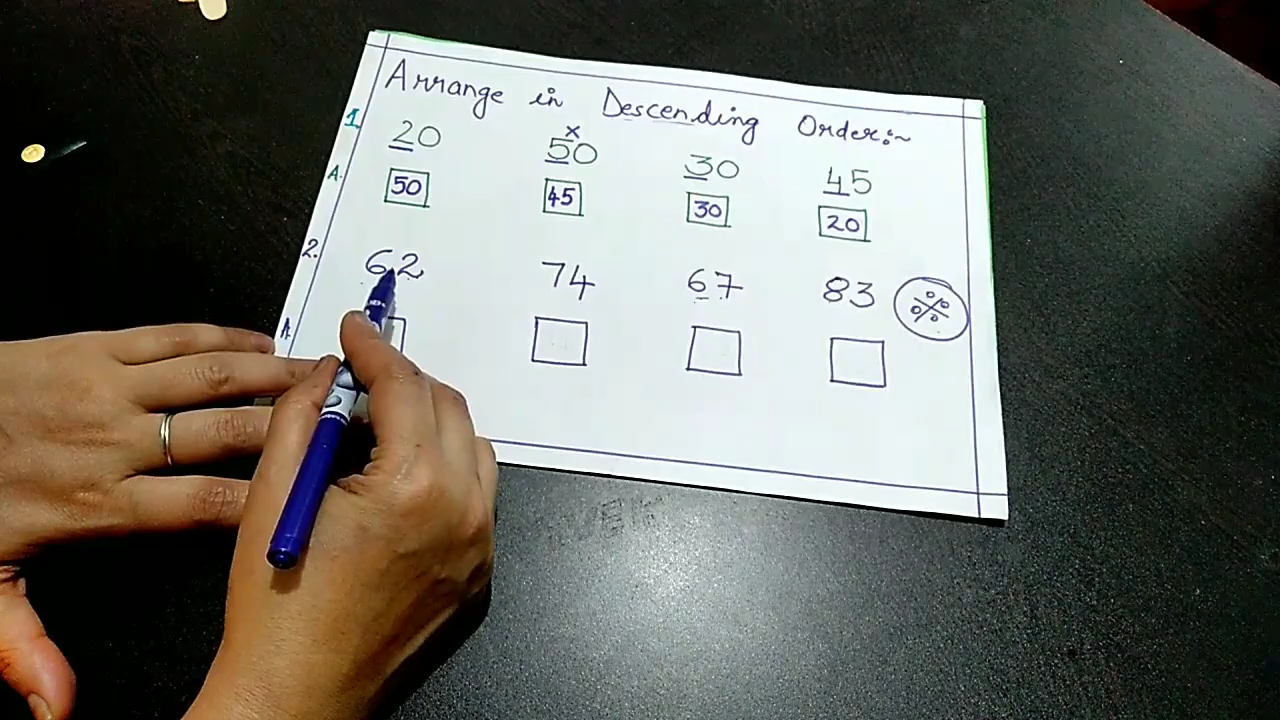 Arrange in Descending Order:~
1. 20 50 30 45
A. 50 45 30 20
2. 62 74 67 83
A.